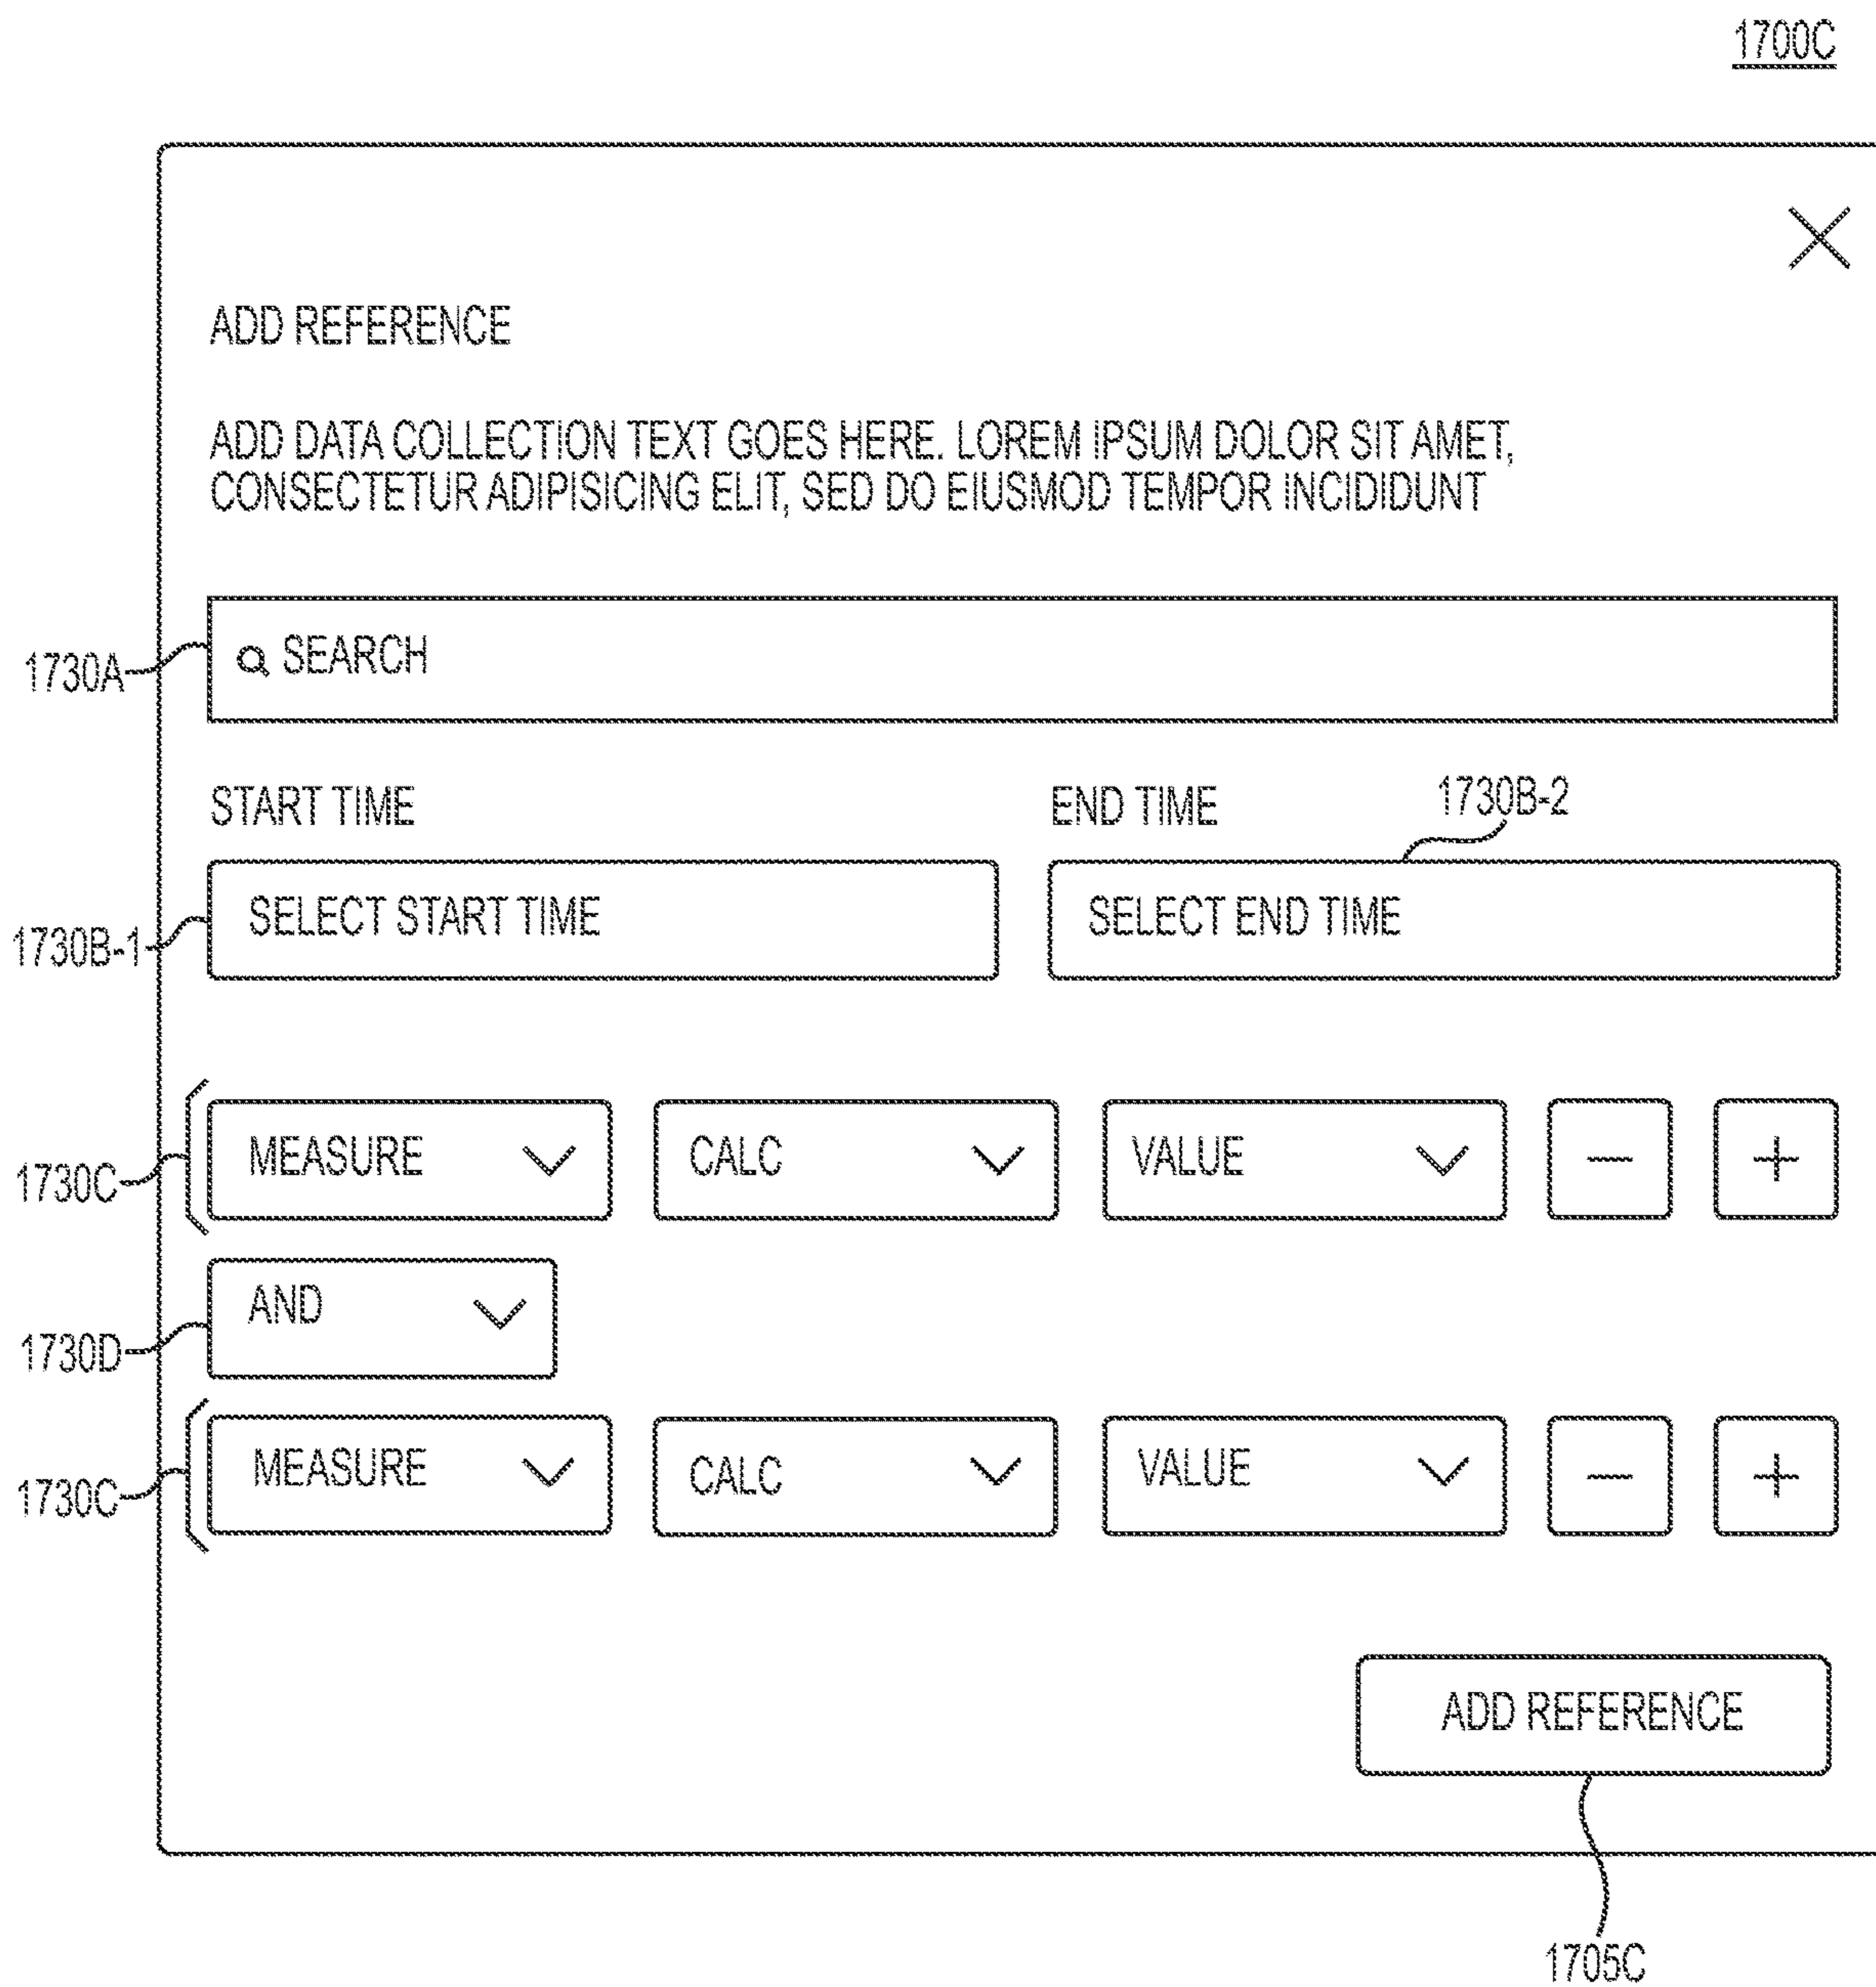 1700C
ADD REFERENCE
ADD DATA COLLECTION TEXT GOES HERE. LOREM IPSUM DOLOR SIT AMET,
CONSECTETUR ADIPISICING ELIT, SED DO EIUSMOD TEMPOR INCIDIDUNT
1730A
SEARCH
START TIME
END TIME
1730B-2
1730B-1
SELECT START TIME
SELECT END TIME
1730C
MEASURE
CALC
VALUE
−
+
1730D
AND
1730C
MEASURE
CALC
VALUE
−
+
ADD REFERENCE
1705C